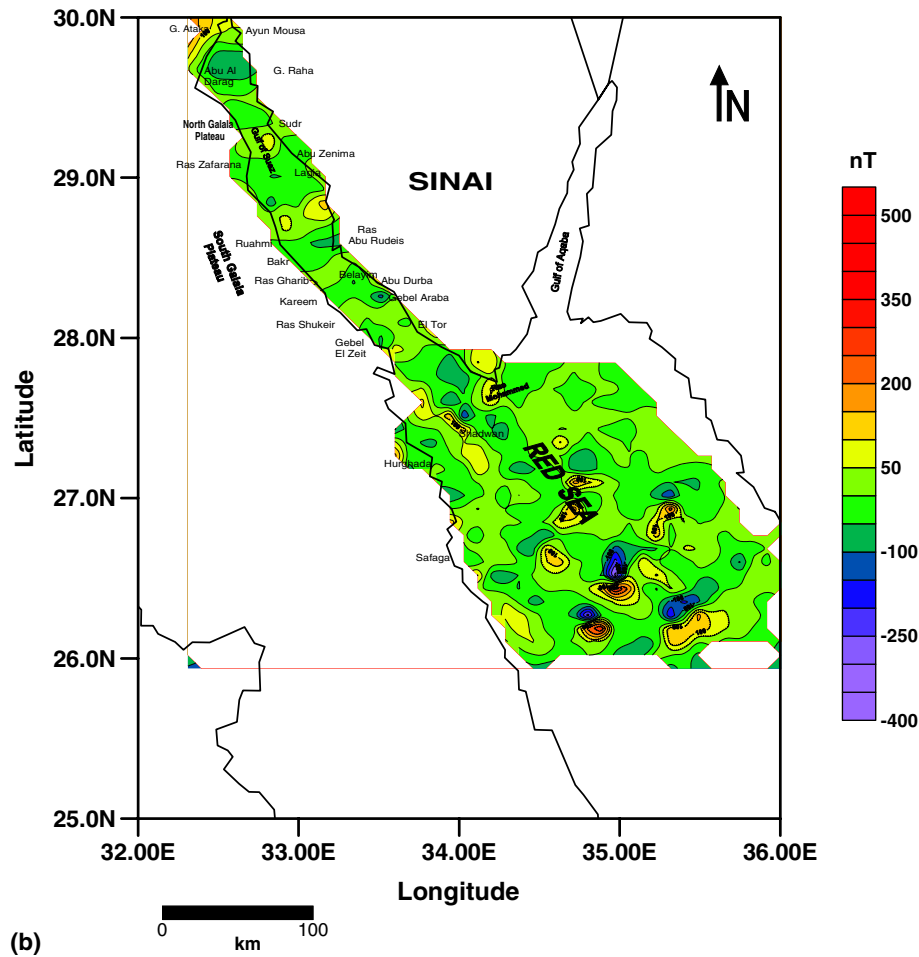 30.0N
29.0N
28.0N
27.0N
26.0N
25.0N
Latitude
32.00E
33.00E
34.00E
35.00E
36.00E
Longitude
G. Ataka
Ayun Mousa
Abu Al
Darag
G. Raha
North Galala
Plateau
Sudr
Gulf of Suez
Abu Zenima
Ras Zafarana
Lagia
SINAI
N
South Galala
Plateau
Ruahmi
Ras
Abu Rudeis
Bakr
Ras Gharib
Belayim
Abu Durba
Kareem
Gebel Araba
Ras Shukeir
El Tor
Gebel
El Zeit
Gulf of Aqaba
Ras
Mohammed
Shadwan
RED SEA
Hurghada
Safaga
nT
500
350
200
50
-100
-250
-400
0
100
km
(b)